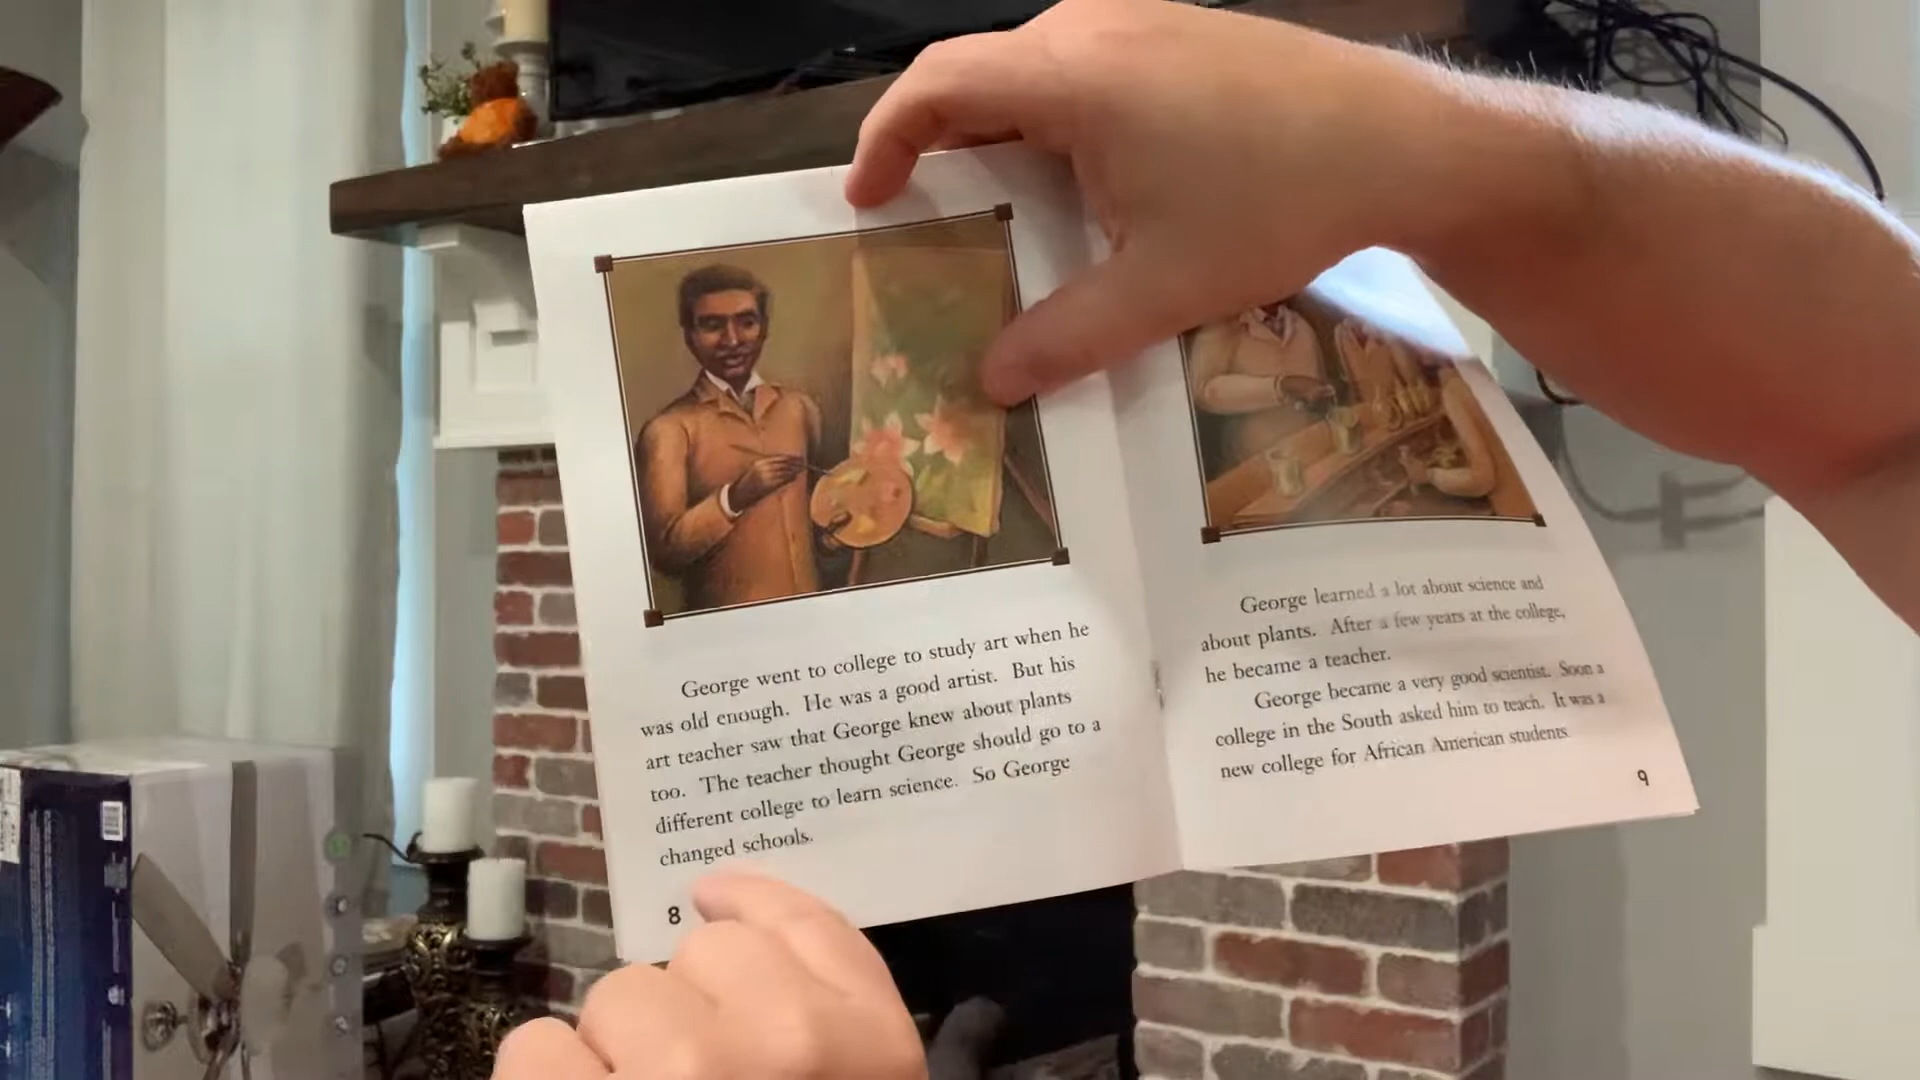 George went to college to study art when he
was old enough. He was a good artist. But his
art teacher saw that George knew about plants
too. The teacher thought George should go to a
different college to learn science. So George
changed schools.
8
George learned a lot about science and
about plants. After a few years at the college,
he became a teacher.
George became a very good scientist. Soon a
college in the South asked him to teach. It was a
new college for African American students.
9